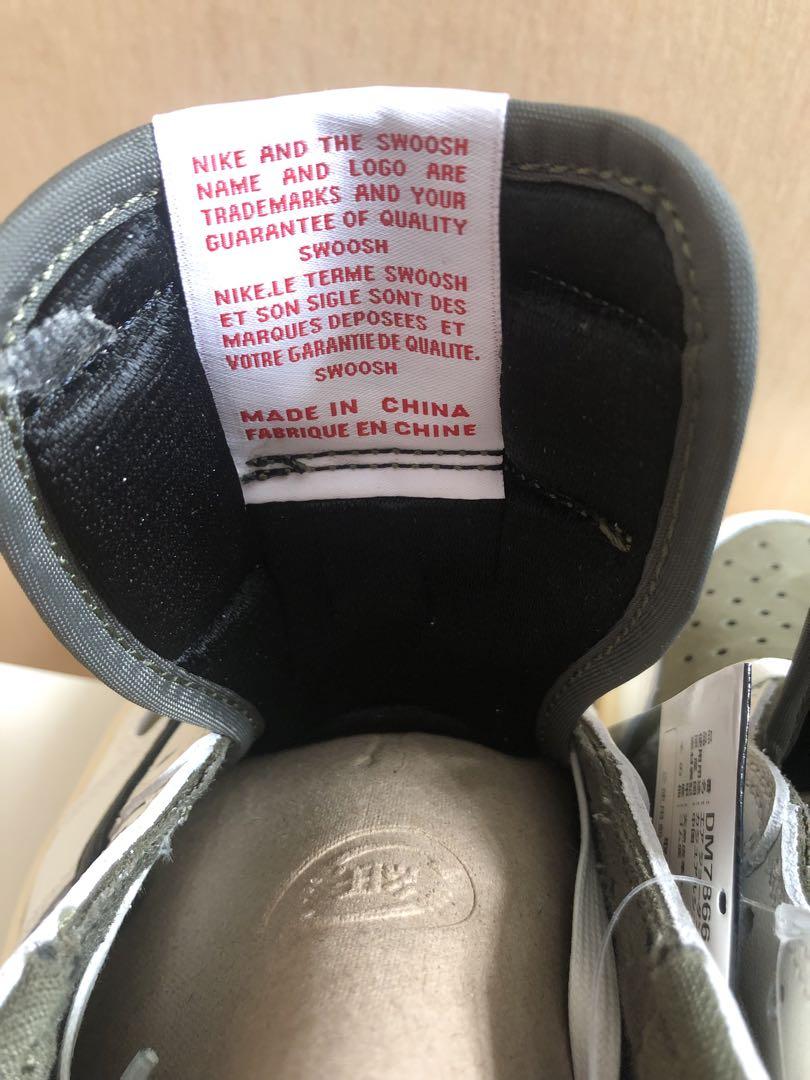 NIKE AND THE SWOOSH
NAME AND LOGO ARE
TRADEMARKS AND YOUR
GUARANTEE OF QUALITY
SWOOSH
NIKE.LE TERME SWOOSH
ET SON SIGLE SONT DES
MARQUES DEPOSEES ET
VOTRE GARANTIE DE QUALITE.
SWOOSH
MADE IN CHINA
FABRIQUE EN CHINE
DM7866